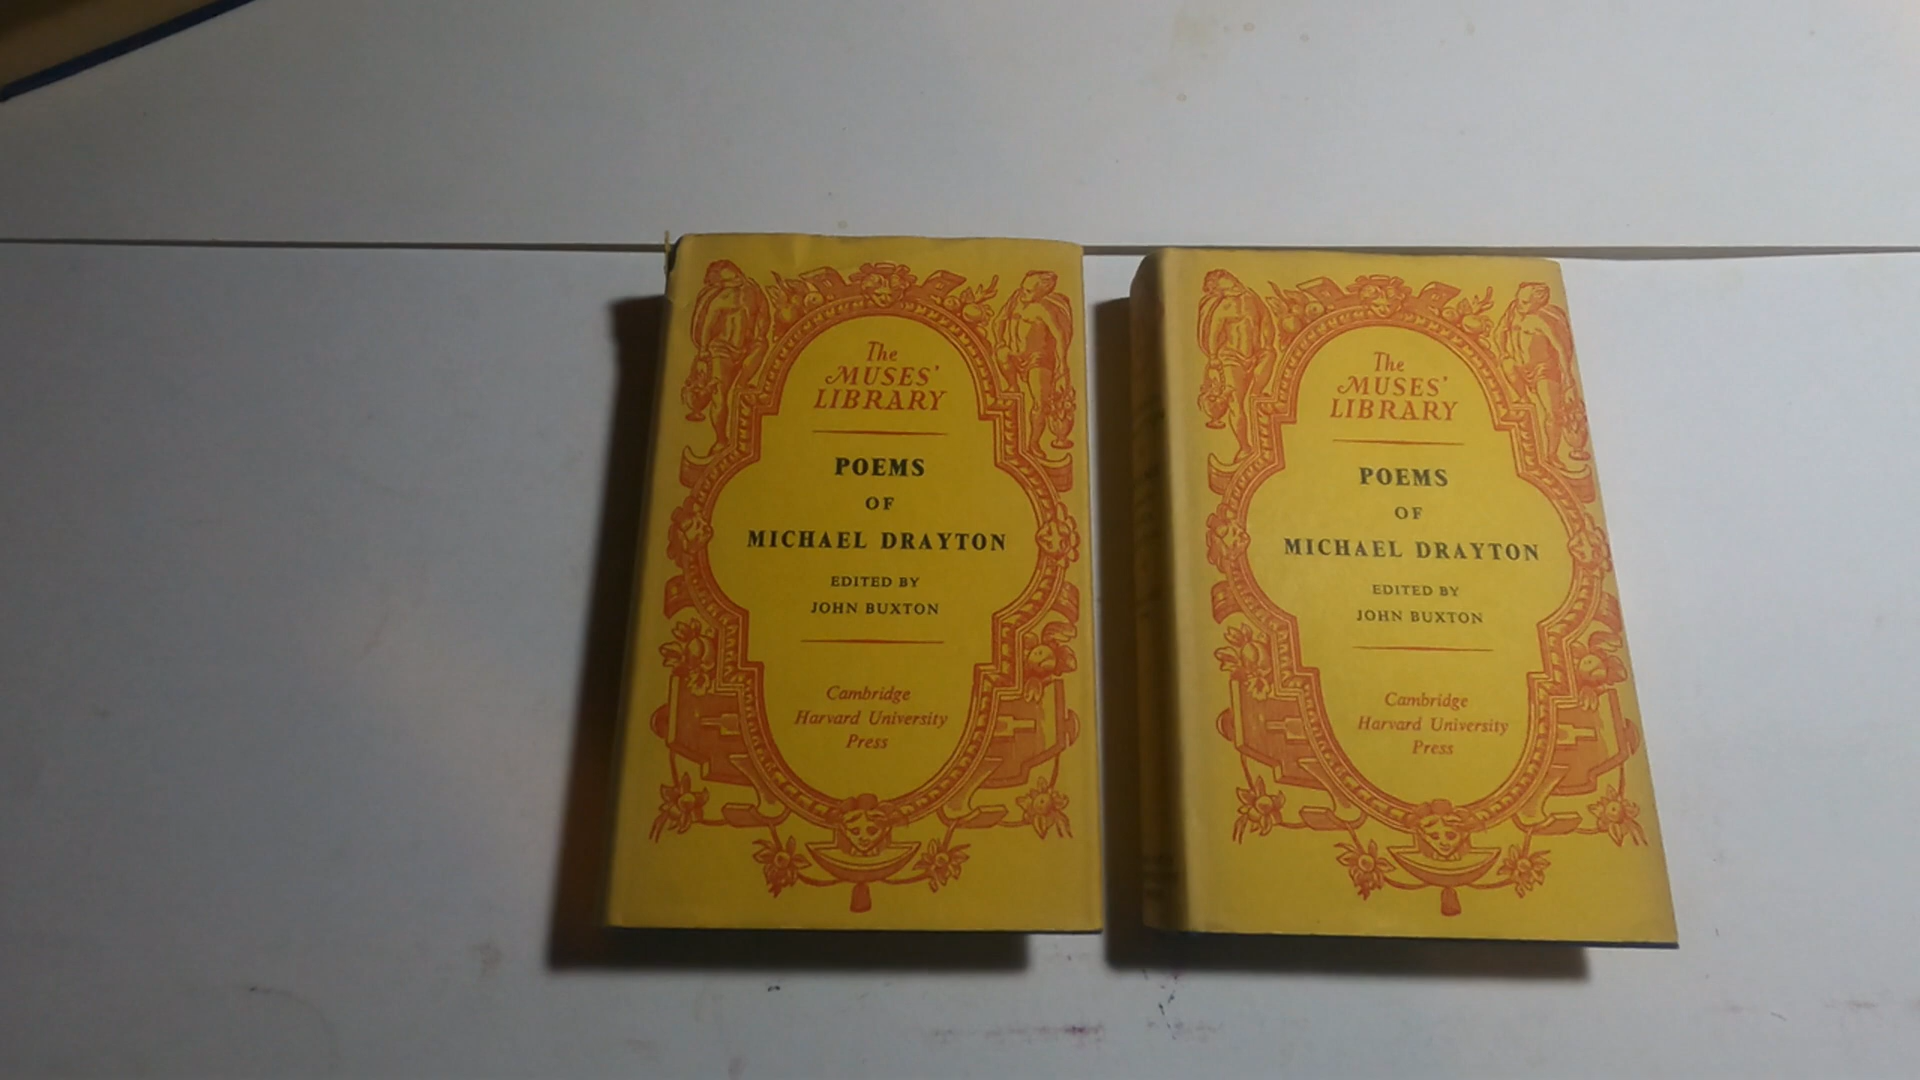 The
MUSES'
LIBRARY
POEMS
OF
MICHAEL DRAYTON
EDITED BY
JOHN BUXTON
Cambridge
Harvard University
Press
The
MUSES'
LIBRARY
POEMS
OF
MICHAEL DRAYTON
EDITED BY
JOHN BUXTON
Cambridge
Harvard University
Press